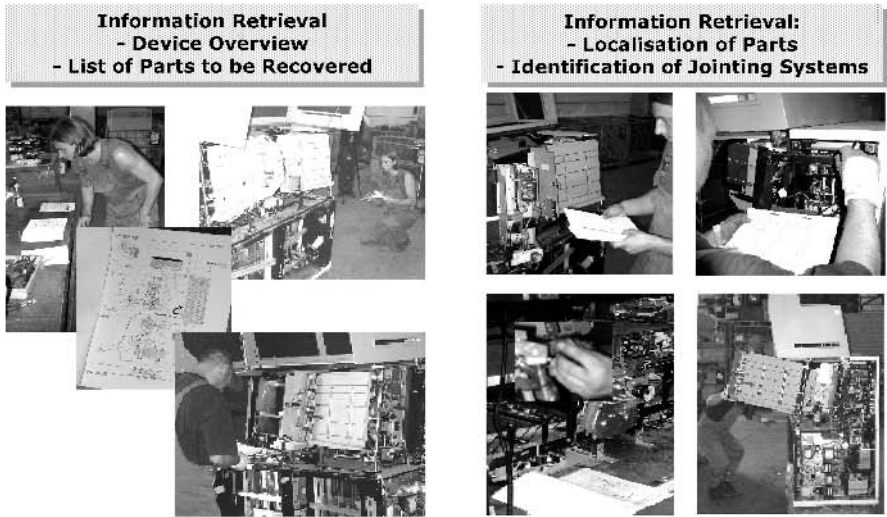 Information Retrieval
- Device Overview
- List of Parts to be Recovered
Information Retrieval:
- Localisation of Parts
- Identification of Jointing Systems